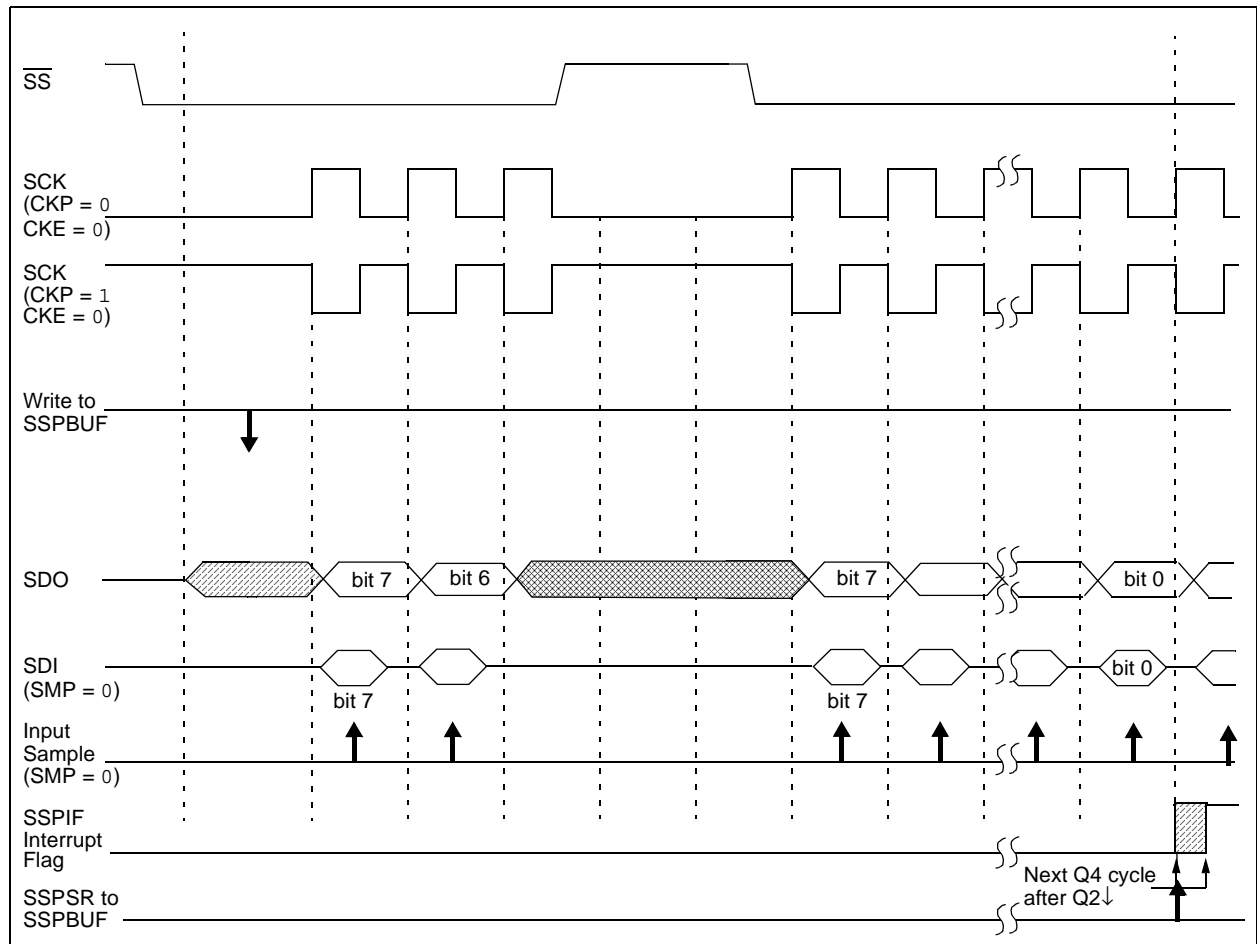 SS
SCK
(CKP = 0
CKE = 0)
SCK
(CKP = 1
CKE = 0)
Write to
SSPBUF
SDO
bit 7
bit 6
bit 7
bit 0
SDI
(SMP = 0)
bit 7
bit 7
bit 0
Input
Sample
(SMP = 0)
SSPIF
Interrupt
Flag
Next Q4 cycle
after Q2↓
SSPSR to
SSPBUF